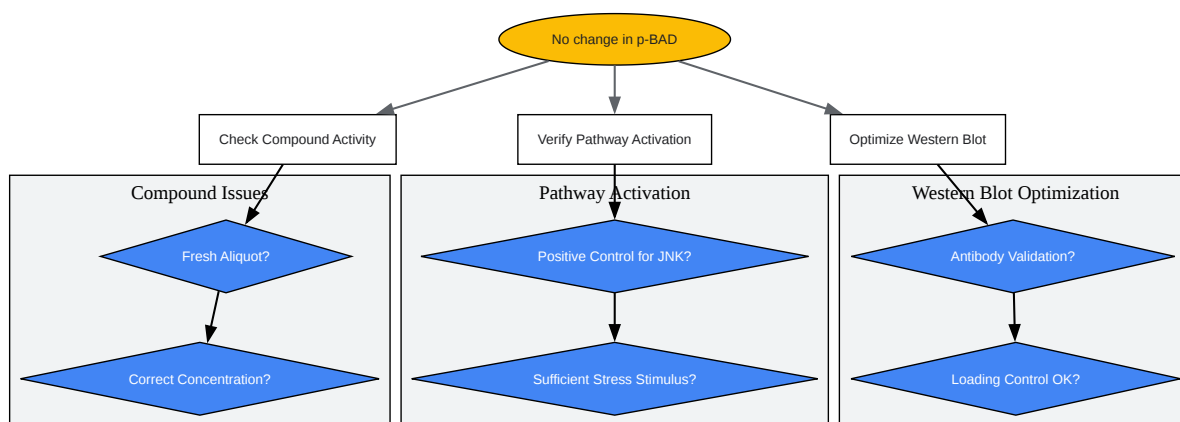 No change in p-BAD
Check Compound Activity
Verify Pathway Activation
Optimize Western Blot
Compound Issues
Pathway Activation
Western Blot Optimization
Fresh Aliquot?
Positive Control for JNK?
Antibody Validation?
Correct Concentration?
Sufficient Stress Stimulus?
Loading Control OK?